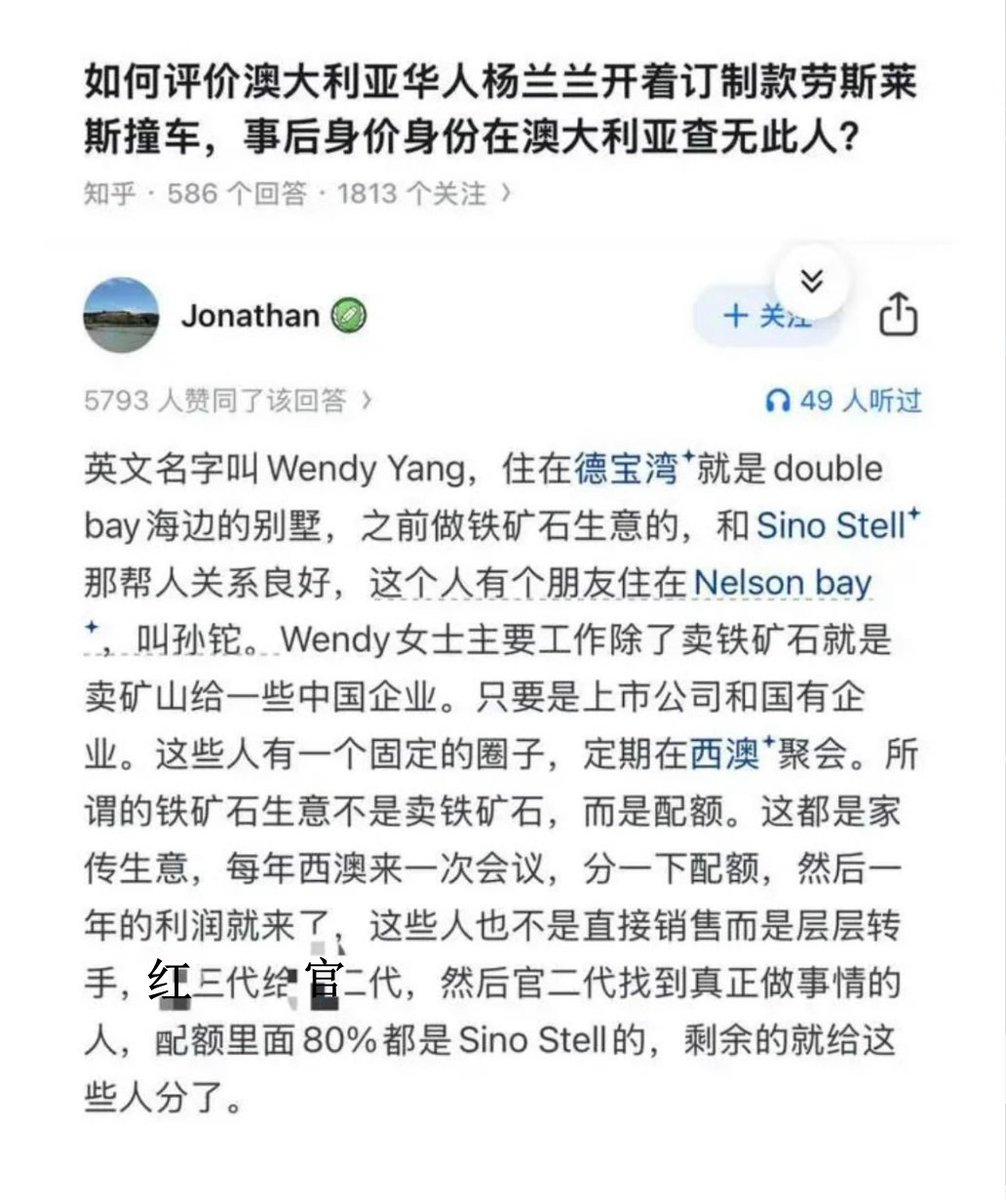 如何评价澳大利亚华人杨兰兰开着订制款劳斯莱
斯撞车，事后身价身份在澳大利亚查无此人？
知乎 · 586 个回答 · 1813 个关注 >
Jonathan
+ 关注
5793 人赞同了该回答 >
49 人听过
英文名字叫 Wendy Yang，住在德宝湾就是 double
bay 海边的别墅，之前做铁矿石生意的，和 Sino Stell
那帮人关系良好，这个人有个朋友住在 Nelson bay
，叫孙铊。Wendy 女士主要工作除了卖铁矿石就是
卖矿山给一些中国企业。只要是上市公司和国有企
业。这些人有一个固定的圈子，定期在西澳聚会。所
谓的铁矿石生意不是卖铁矿石，而是配额。这都是家
传生意，每年西澳来一次会议，分一下配额，然后一
年的利润就来了，这些人也不是直接销售而是层层转
手，红三代给官二代，然后官二代找到真正做事情的
人，配额里面 80% 都是 Sino Stell 的，剩余的就给这
些人分了。